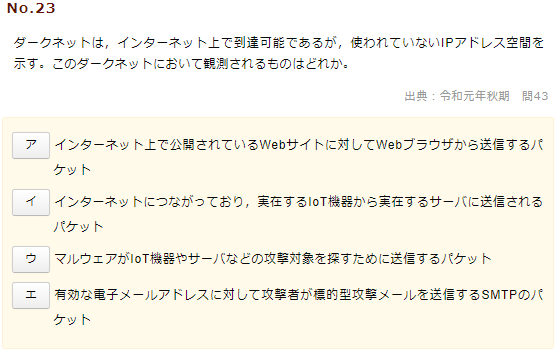 No.23
ダークネットは，インターネット上で到達可能であるが，使われていないIPアドレス空間を
示す。このダークネットにおいて観測されるものはどれか。
出典：令和元年秋期　問43
ア インターネット上で公開されているWebサイトに対してWebブラウザから送信するパ
ケット
イ インターネットにつながっており，実在するIoT機器から実在するサーバに送信される
パケット
ウ マルウェアがIoT機器やサーバなどの攻撃対象を探すために送信するパケット
エ 有効な電子メールアドレスに対して攻撃者が標的型攻撃メールを送信するSMTPのパ
ケット